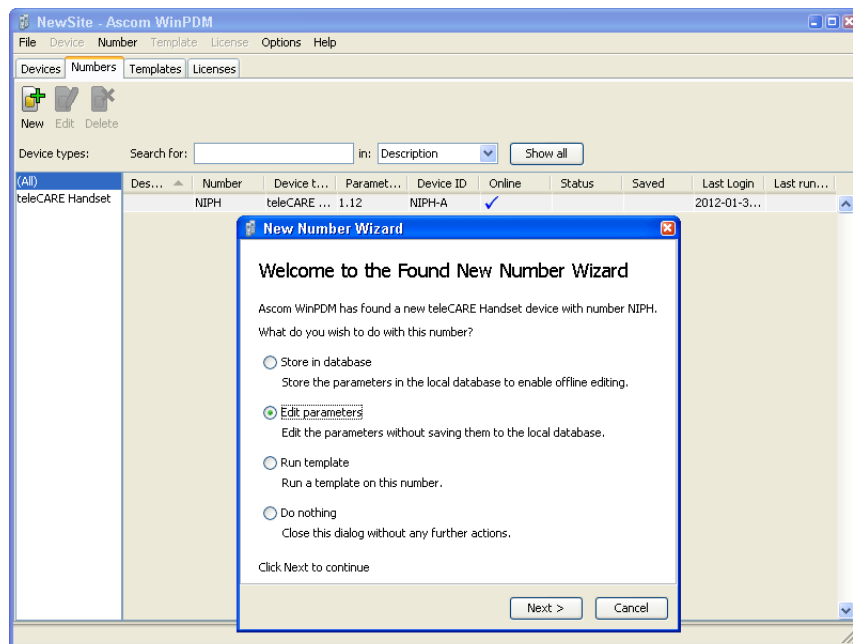 NewSite - Ascom WinPDM
File Device Number Template License Options Help
Devices Numbers Templates Licenses
New Edit Delete
Device types: Search for: in: Description Show all
(All) Des... Number Device t... Paramet... Device ID Online Status Saved Last Login Last run...
teleCARE Handset NIPH teleCARE ... 1.12 NIPH-A 2012-01-3...
New Number Wizard
Welcome to the Found New Number Wizard
Ascom WinPDM has found a new teleCARE Handset device with number NIPH.
What do you wish to do with this number?
Store in database
Store the parameters in the local database to enable offline editing.
Edit parameters
Edit the parameters without saving them to the local database.
Run template
Run a template on this number.
Do nothing
Close this dialog without any further actions.
Click Next to continue
Next > Cancel